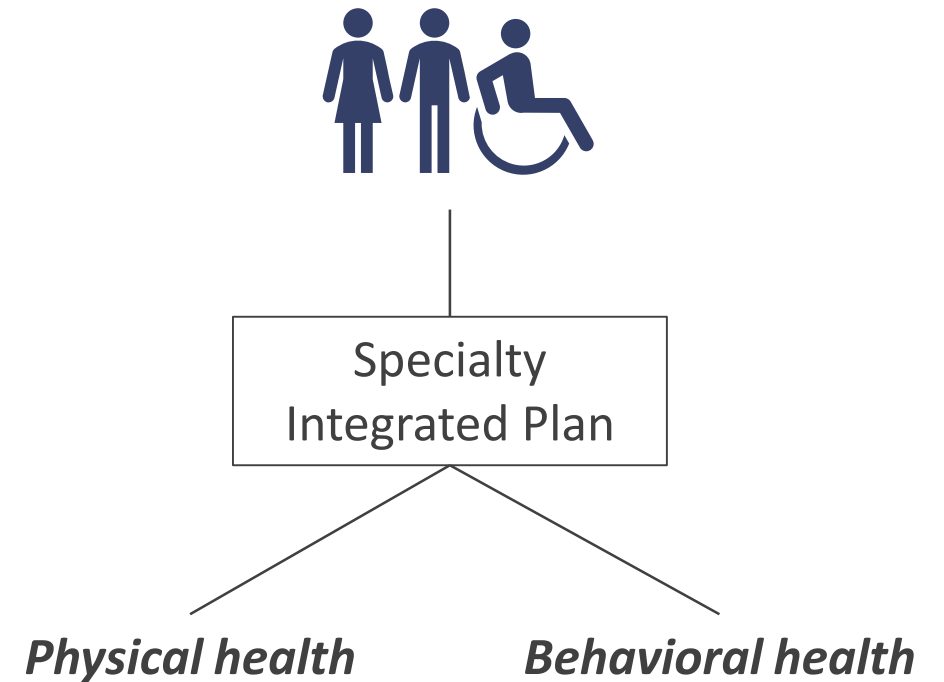 Specialty
Integrated Plan
Physical health
Behavioral health